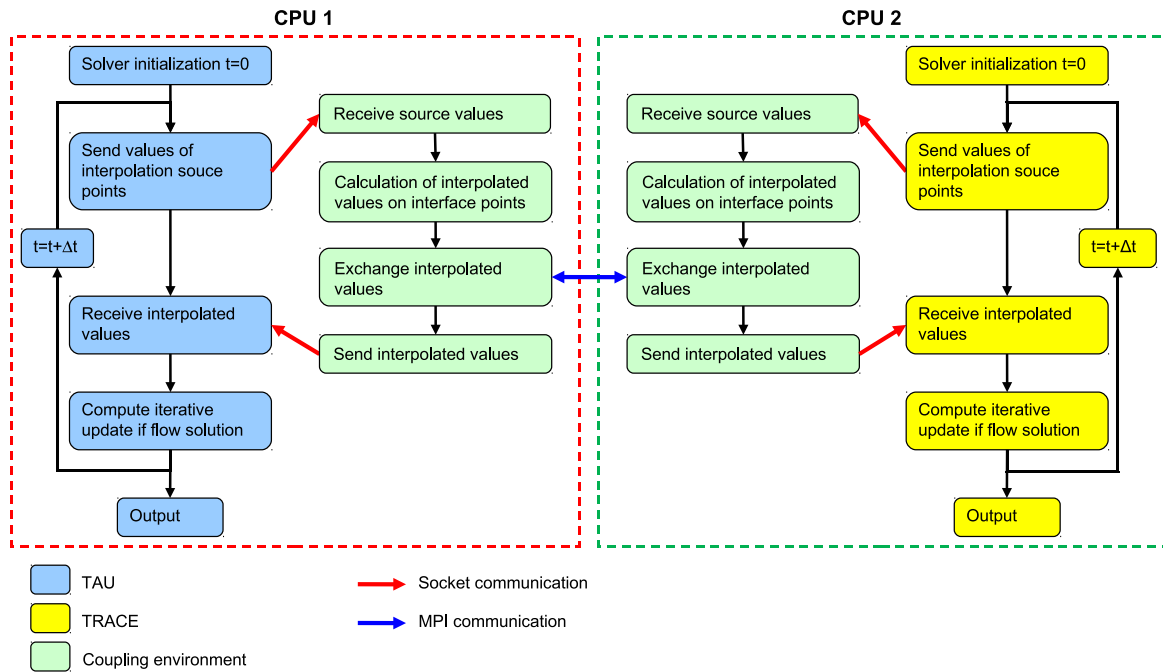 CPU 1
Solver initialization t=0
Send values of
interpolation souce
points
t=t+Δt
Receive interpolated
values
Compute iterative
update if flow solution
Output
Receive source values
Calculation of interpolated
values on interface points
Exchange interpolated
values
Send interpolated values
CPU 2
Receive source values
Calculation of interpolated
values on interface points
Exchange interpolated
values
Send interpolated values
Solver initialization t=0
Send values of
interpolation souce
points
t=t+Δt
Receive interpolated
values
Compute iterative
update if flow solution
Output
TAU
TRACE
Coupling environment
Socket communication
MPI communication